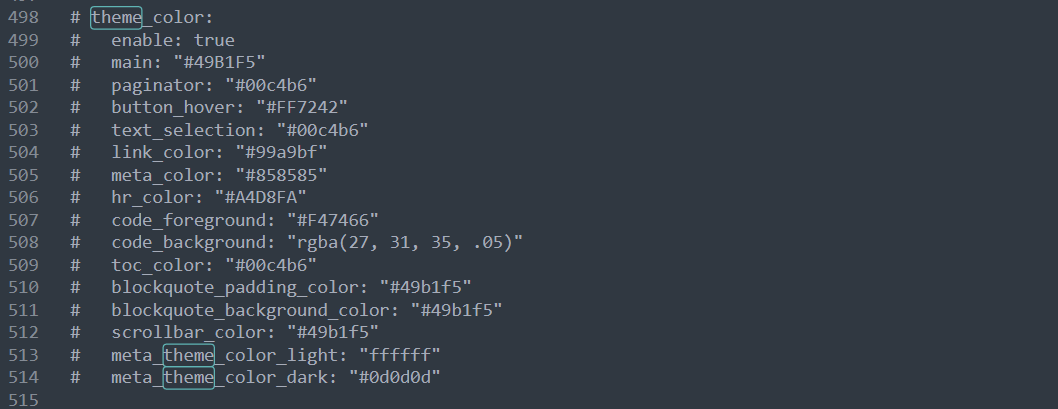 498 # theme_color:
499 #   enable: true
500 #   main: "#49B1F5"
501 #   paginator: "#00c4b6"
502 #   button_hover: "#FF7242"
503 #   text_selection: "#00c4b6"
504 #   link_color: "#99a9bf"
505 #   meta_color: "#858585"
506 #   hr_color: "#A4D8FA"
507 #   code_foreground: "#F47466"
508 #   code_background: "rgba(27, 31, 35, .05)"
509 #   toc_color: "#00c4b6"
510 #   blockquote_padding_color: "#49b1f5"
511 #   blockquote_background_color: "#49b1f5"
512 #   scrollbar_color: "#49b1f5"
513 #   meta_theme_color_light: "ffffff"
514 #   meta_theme_color_dark: "#0d0d0d"
515